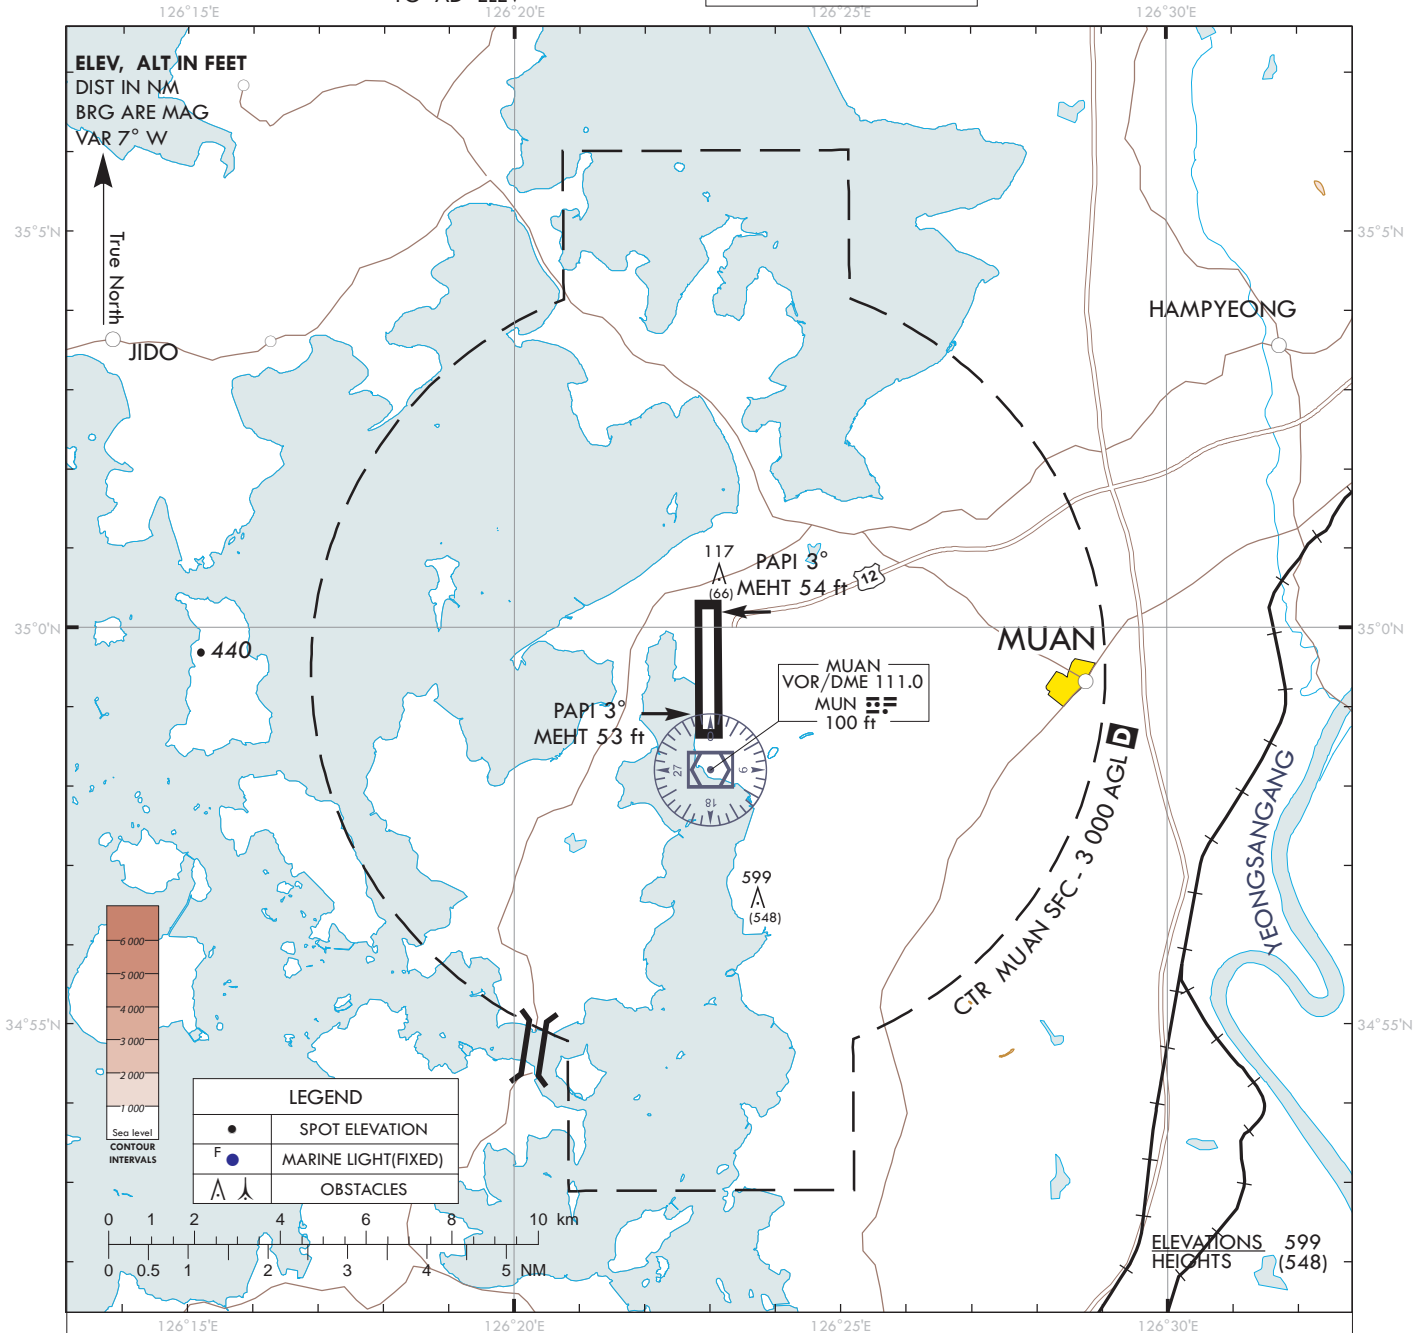 126°15'E 126°20'E 126°25'E 126°30'E
ELEV, ALT IN FEET
DIST IN NM
BRG ARE MAG
VAR 7° W
True North
35°5'N
35°5'N
HAMPYEONG
JIDO
117
(66)
PAPI 3°
MEHT 54 ft
12
35°0'N
35°0'N
MUAN
440
MUAN
VOR/DME 111.0
MUN
100 ft
PAPI 3°
MEHT 53 ft
0
9
18
27
CTR MUAN SFC - 3 000 AGL D
YEONGSANGANG
599
(548)
6 000
5 000
4 000
3 000
2 000
1 000
Sea level
CONTOUR
INTERVALS
34°55'N
34°55'N
LEGEND
SPOT ELEVATION
F MARINE LIGHT(FIXED)
OBSTACLES
0 1 2 4 6 8 10 km
0 0.5 1 2 3 4 5 NM
ELEVATIONS 599
HEIGHTS (548)
126°15'E 126°20'E 126°25'E 126°30'E